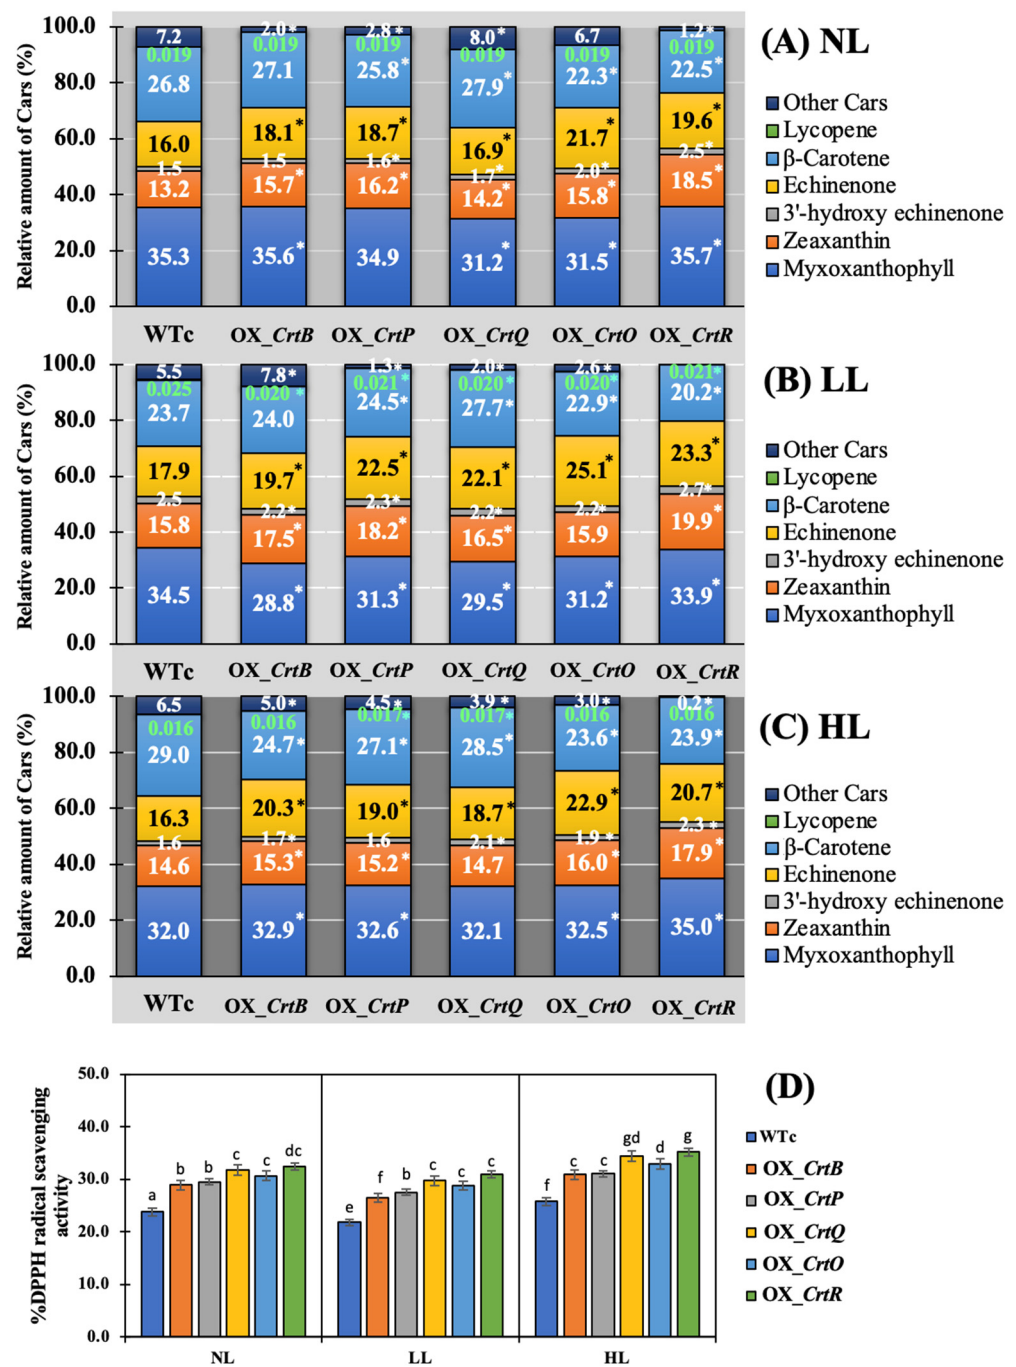 (A) NL
Relative amount of Cars (%)
100.0
80.0
60.0
40.0
20.0
0.0
7.2 2.0* 2.8* 8.0* 6.7 1.2*
0.019 0.019 0.019 0.019 0.019 0.019
26.8 27.1 25.8* 27.9* 22.3* 22.5*
16.0 18.1* 18.7* 16.9* 21.7* 19.6*
1.5 1.5 1.6* 1.7* 2.0* 2.5*
13.2 15.7* 16.2* 14.2* 15.8* 18.5*
35.3 35.6* 34.9 31.2* 31.5* 35.7*
WTc OX_CrtB OX_CrtP OX_CrtQ OX_CrtO OX_CrtR
Other Cars
Lycopene
β-Carotene
Echinenone
3'-hydroxy echinenone
Zeaxanthin
Myxoxanthophyll
(B) LL
Relative amount of Cars (%)
100.0
80.0
60.0
40.0
20.0
0.0
5.5 7.8* 1.3* 2.0* 2.6*
0.025 0.020* 0.021* 0.020* 0.020* 0.021*
23.7 24.0 24.5* 27.7* 22.9* 20.2*
17.9 19.7* 22.5* 22.1* 25.1* 23.3*
2.5 2.2* 2.3* 2.2* 2.2* 2.7*
15.8 17.5* 18.2* 16.5* 15.9 19.9*
34.5 28.8* 31.3* 29.5* 31.2* 33.9*
WTc OX_CrtB OX_CrtP OX_CrtQ OX_CrtO OX_CrtR
Other Cars
Lycopene
β-Carotene
Echinenone
3'-hydroxy echinenone
Zeaxanthin
Myxoxanthophyll
(C) HL
Relative amount of Cars (%)
100.0
80.0
60.0
40.0
20.0
0.0
6.5 5.0* 4.5* 3.9* 3.0* 0.2*
0.016 0.016 0.017* 0.017* 0.016 0.016
29.0 24.7* 27.1* 28.5* 23.6* 23.9*
16.3 20.3* 19.0* 18.7* 22.9* 20.7*
1.6 1.7* 1.6 2.1* 1.9* 2.3*
14.6 15.3* 15.2* 14.7 16.0* 17.9*
32.0 32.9* 32.6* 32.1 32.5* 35.0*
WTc OX_CrtB OX_CrtP OX_CrtQ OX_CrtO OX_CrtR
Other Cars
Lycopene
β-Carotene
Echinenone
3'-hydroxy echinenone
Zeaxanthin
Myxoxanthophyll
(D)
%DPPH radical scavenging
activity
50.0
40.0
30.0
20.0
10.0
0.0
a b b c c dc
e f b c c c
f c c gd d g
NL LL HL
WTc
OX_CrtB
OX_CrtP
OX_CrtQ
OX_CrtO
OX_CrtR